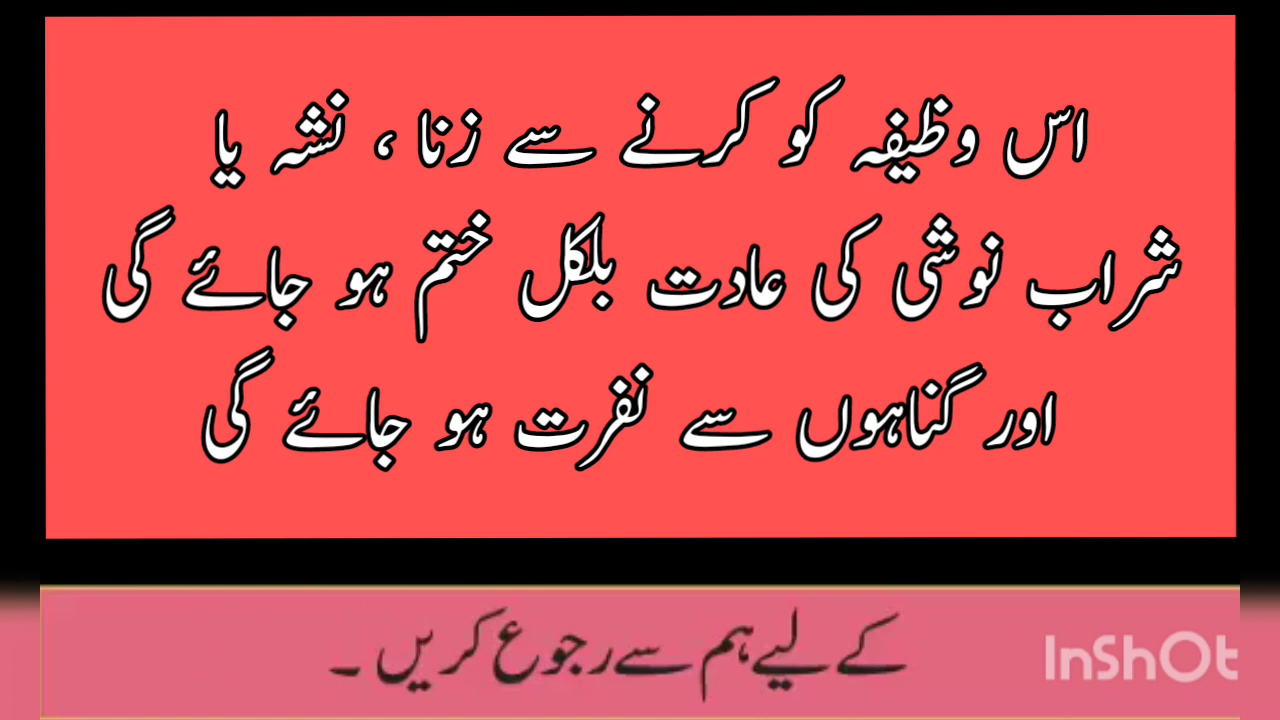 اس وظیفہ کو کرنے سے زنا ، نشہ یا
شراب نوشی کی عادت بلکل ختم ہو جائے گی
اور گناہوں سے نفرت ہو جائے گی
کے لیے ہم سے رجوع کریں ۔
InShOt